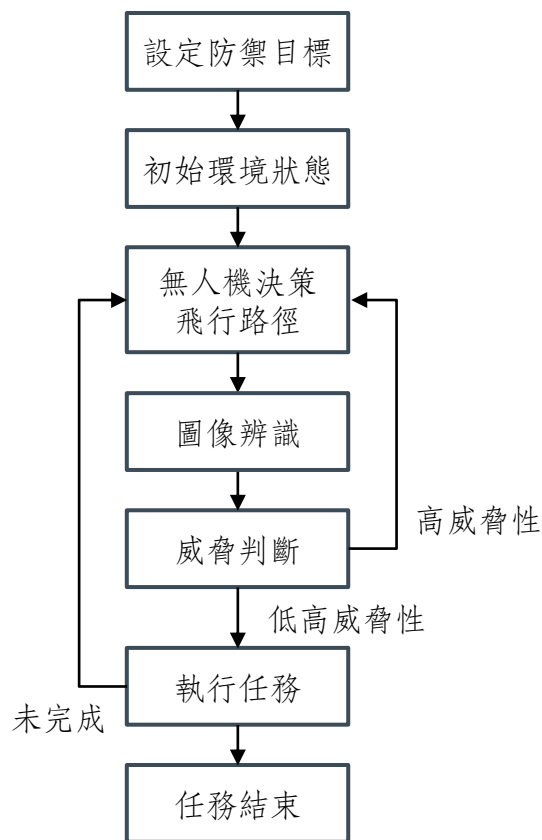 設定防禦目標
初始環境狀態
無人機決策
飛行路徑
圖像辨識
威脅判斷
高威脅性
低高威脅性
執行任務
未完成
任務結束